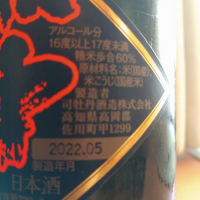 アルコール分
16度以上17度未満
精米歩合60%
原材料名:米(国産)、
米こうじ(国産米)
製造者
司牡丹酒造株式会社
高知県高岡郡
佐川町甲1299
2022.05
製造年月
日本酒